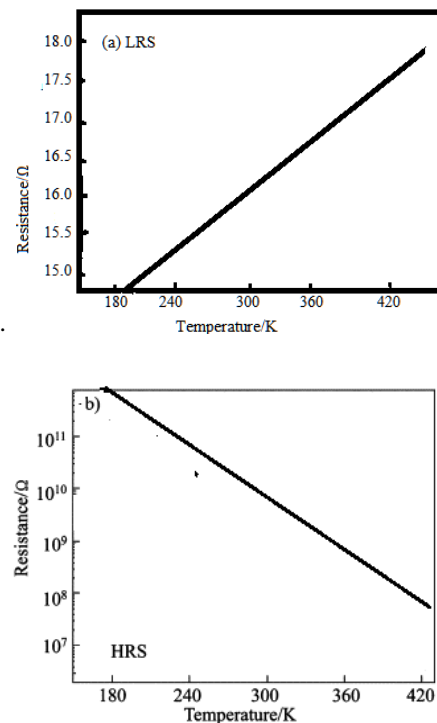 (a) LRS
18.0
17.5
17.0
16.5
16.0
15.5
15.0
Resistance/Ω
180 240 300 360 420
Temperature/K
b)
10¹¹
10¹⁰
10⁹
10⁸
10⁷
Resistance/Ω
HRS
180 240 300 360 420
Temperature/K